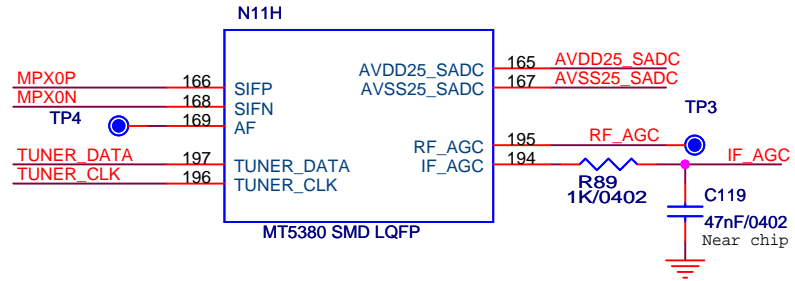 N11H
MPX0P
166
SIFP
AVDD25_SADC
165
AVDD25_SADC
MPX0N
168
SIFN
AVSS25_SADC
167
AVSS25_SADC
TP4
169
AF
TP3
RF_AGC
195
RF_AGC
TUNER_DATA
197
TUNER_DATA
IF_AGC
194
IF_AGC
TUNER_CLK
196
TUNER_CLK
R89
1K/0402
C119
47nF/0402
Near chip
MT5380 SMD LQFP